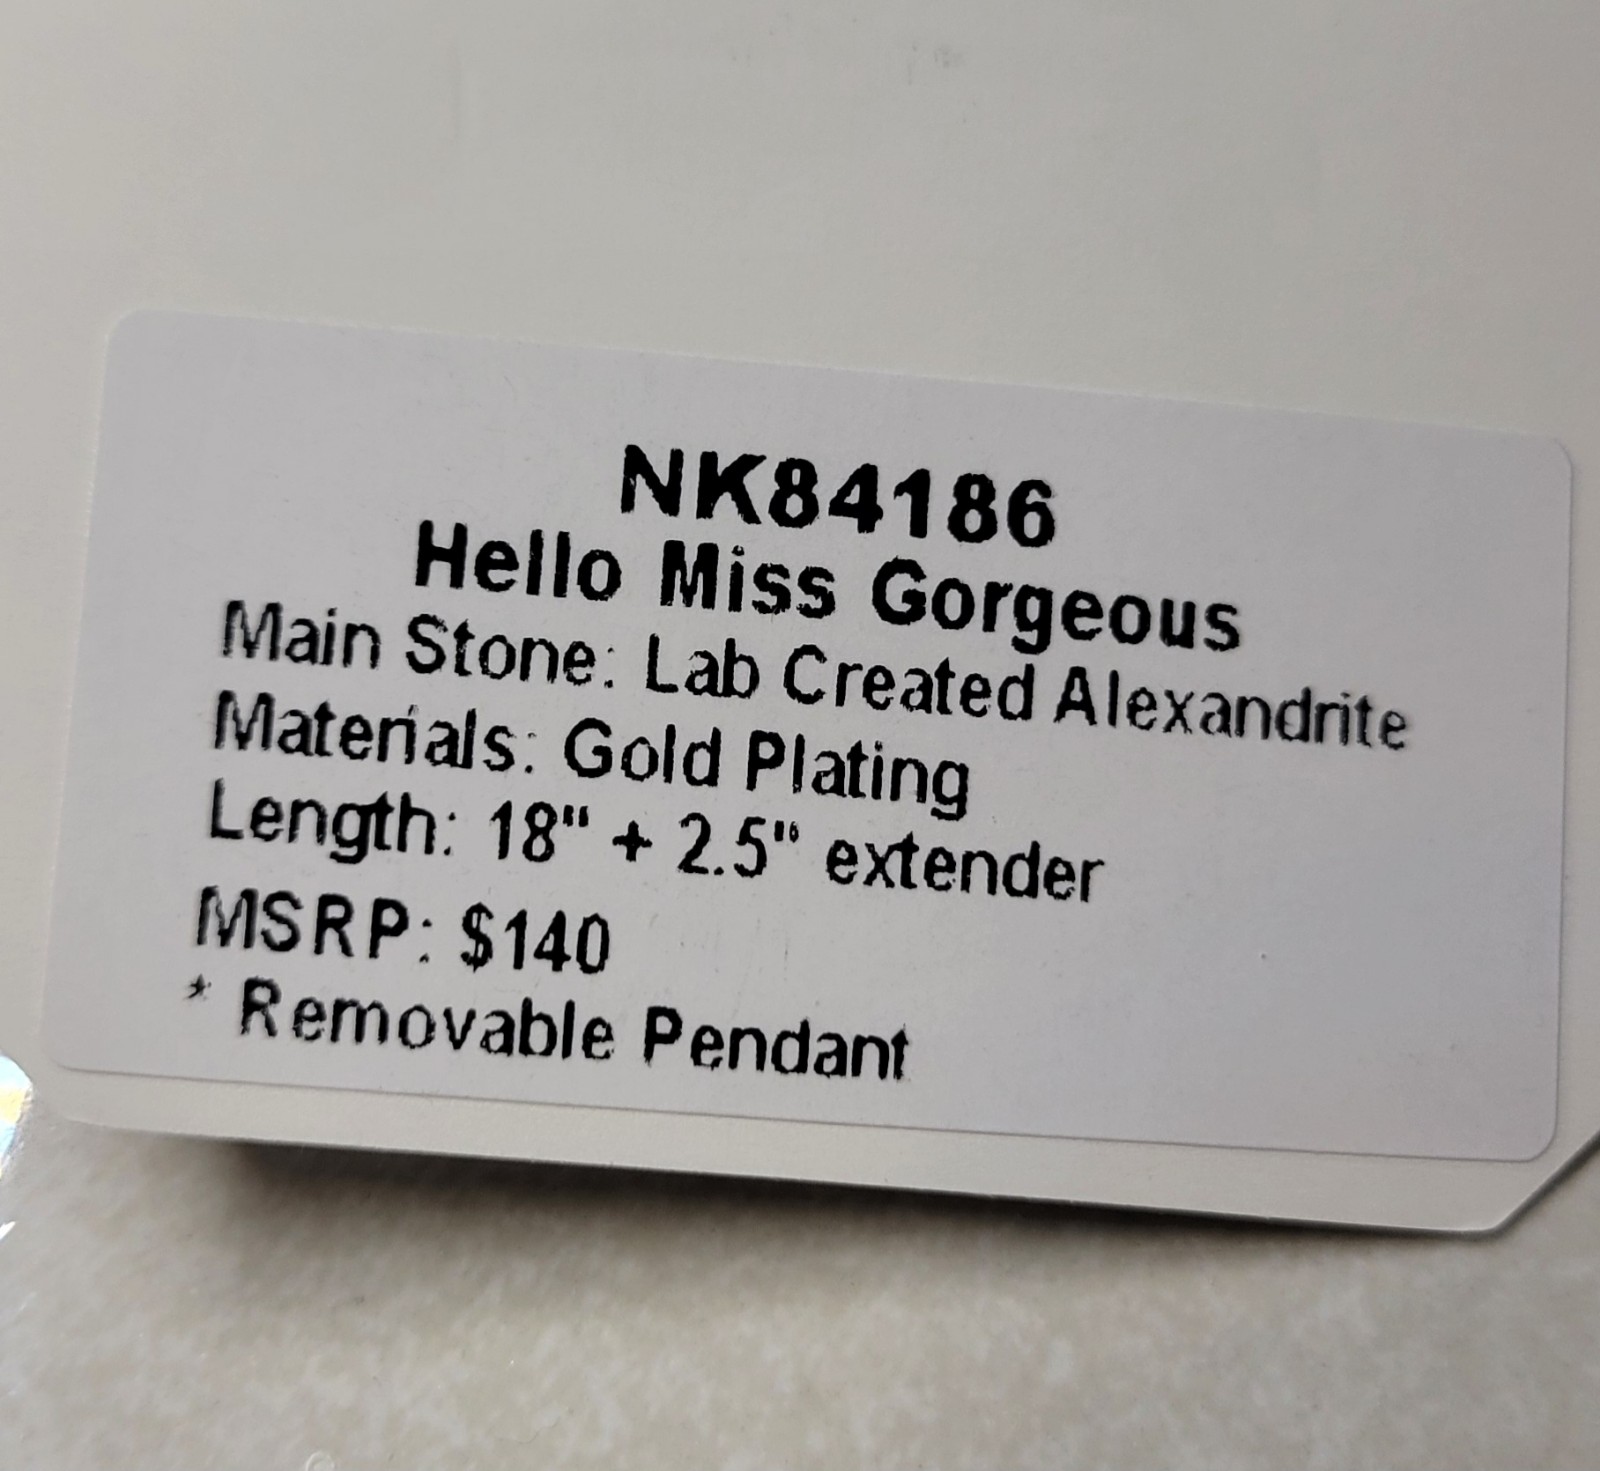 NK84186
Hello Miss Gorgeous
Main Stone: Lab Created Alexandrite
Materials: Gold Plating
Length: 18" + 2.5" extender
MSRP: $140
* Removable Pendant